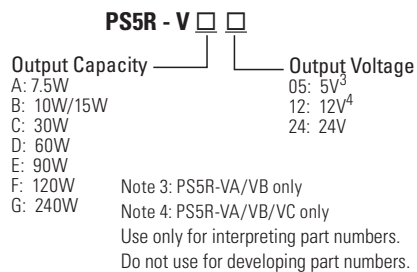 PS5R - V □ □
Output Capacity
A: 7.5W
B: 10W/15W
C: 30W
D: 60W
E: 90W
F: 120W
G: 240W
Output Voltage
05: 5V3
12: 12V4
24: 24V
Note 3: PS5R-VA/VB only
Note 4: PS5R-VA/VB/VC only
Use only for interpreting part numbers.
Do not use for developing part numbers.